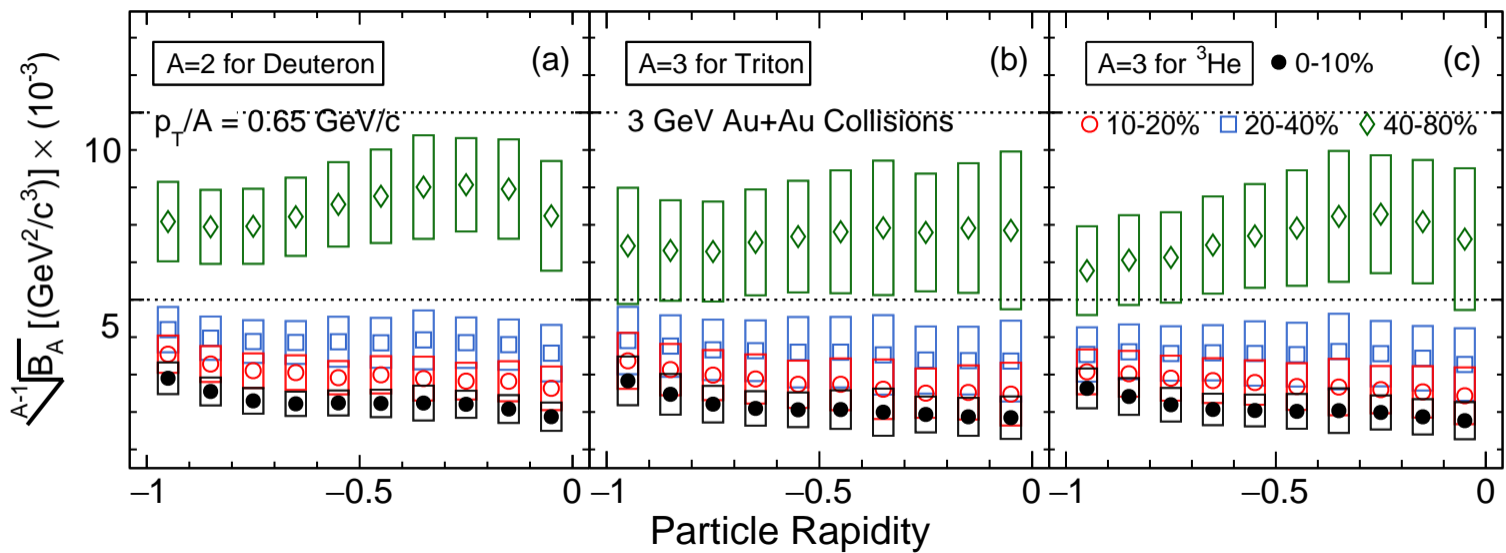 A=2 for Deuteron (a)
p_T/A = 0.65 GeV/c
A=3 for Triton (b)
3 GeV Au+Au Collisions
A=3 for ³He 0-10% (c)
10-20% 20-40% 40-80%
ᴬ⁻¹√B_A [(GeV²/c³)] × (10⁻³)
10
5
−1 −0.5 0 −1 −0.5 0 −1 −0.5 0
Particle Rapidity